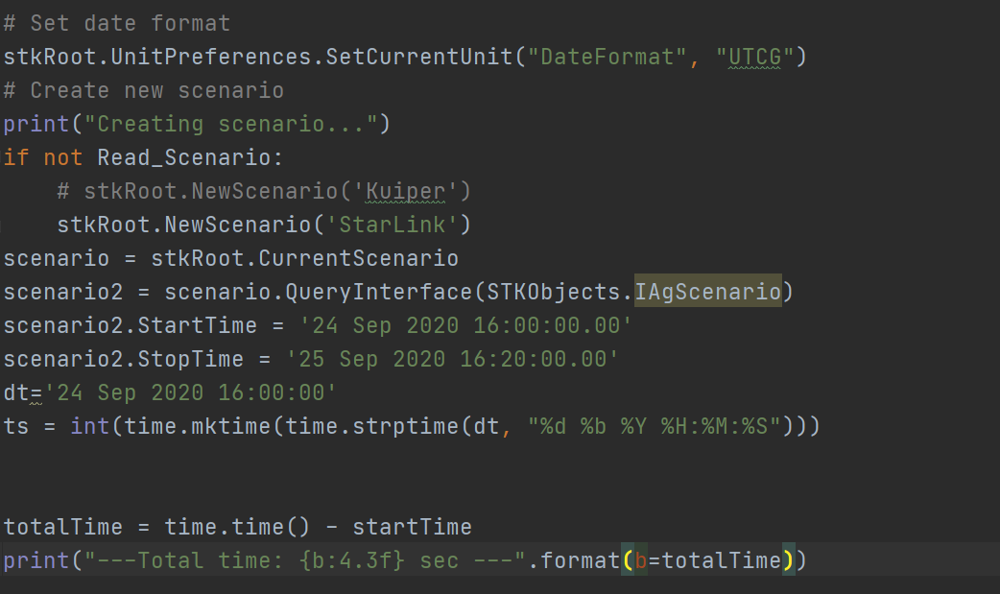 # Set date format
stkRoot.UnitPreferences.SetCurrentUnit("DateFormat", "UTCG")
# Create new scenario
print("Creating scenario...")
if not Read_Scenario:
    # stkRoot.NewScenario('Kuiper')
    stkRoot.NewScenario('StarLink')
scenario = stkRoot.CurrentScenario
scenario2 = scenario.QueryInterface(STKObjects.IAgScenario)
scenario2.StartTime = '24 Sep 2020 16:00:00.00'
scenario2.StopTime = '25 Sep 2020 16:20:00.00'
dt='24 Sep 2020 16:00:00'
ts = int(time.mktime(time.strptime(dt, "%d %b %Y %H:%M:%S")))
totalTime = time.time() - startTime
print("---Total time: {b:4.3f} sec ---".format(b=totalTime))